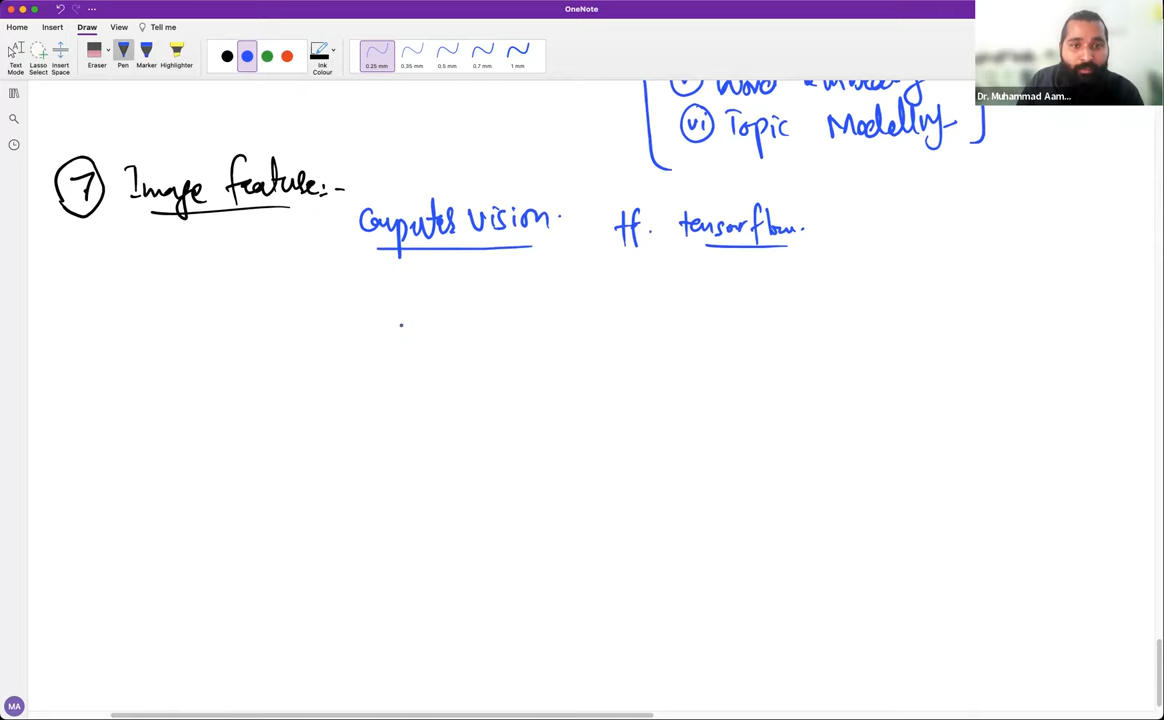 OneNote
Home Insert Draw View Tell me
Text Mode
Lasso Select
Insert Space
Eraser
Pen
Marker
Highlighter
Ink Colour
0.25 mm
0.35 mm
0.5 mm
0.7 mm
1 mm
Dr. Muhammad Aam...
Word
vi Topic Modelling
7 Image feature:-
Computer vision. tf. tensorflow.
MA